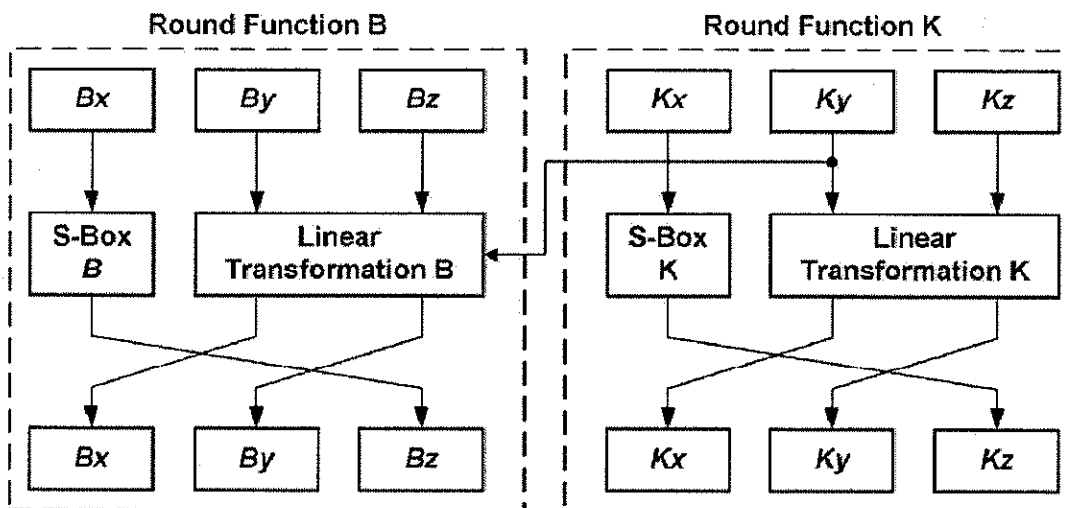 Round Function B
Round Function K
Bx
By
Bz
Kx
Ky
Kz
S-Box
B
Linear
Transformation B
S-Box
K
Linear
Transformation K
Bx
By
Bz
Kx
Ky
Kz